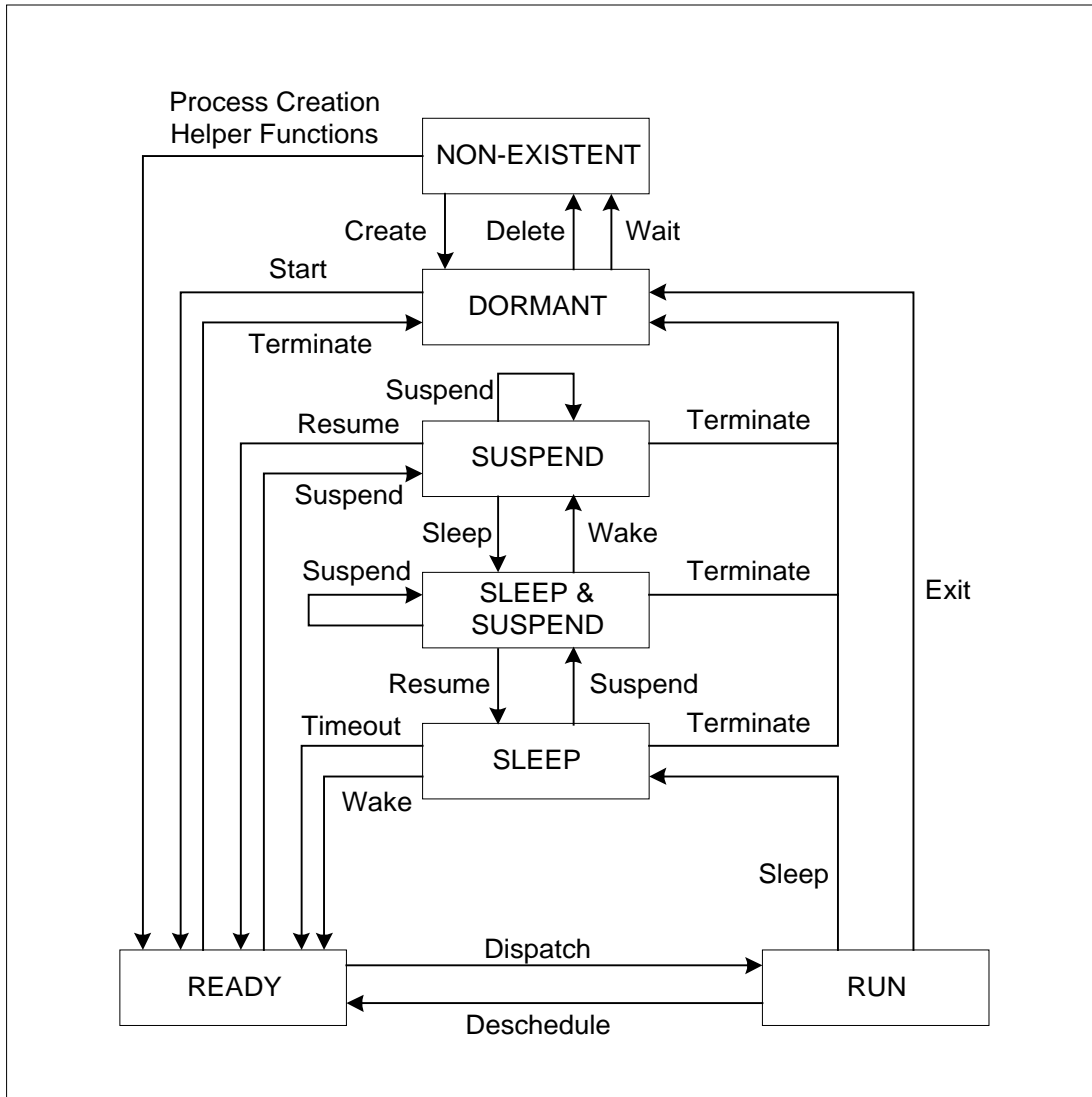 Process Creation
Helper Functions
NON-EXISTENT
Create
Delete
Wait
Start
DORMANT
Terminate
Suspend
Resume
Terminate
SUSPEND
Suspend
Sleep
Wake
Suspend
Terminate
SLEEP &
SUSPEND
Exit
Resume
Suspend
Timeout
Terminate
SLEEP
Wake
Sleep
Dispatch
READY
RUN
Deschedule